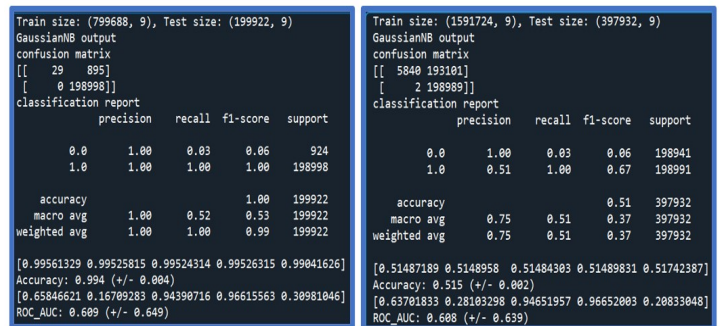 Train size: (799688, 9), Test size: (199922, 9)
GaussianNB output
confusion matrix
[[ 29 895]
[ 0 198998]]
classification report
precision recall f1-score support
0.0 1.00 0.03 0.06 924
1.0 1.00 1.00 1.00 198998
accuracy 1.00 199922
macro avg 1.00 0.52 0.53 199922
weighted avg 1.00 1.00 0.99 199922
[0.99561329 0.99525815 0.99524314 0.99526315 0.99041626]
Accuracy: 0.994 (+/- 0.004)
[0.65846621 0.16709283 0.94390716 0.96615563 0.30981046]
ROC_AUC: 0.609 (+/- 0.649)
Train size: (1591724, 9), Test size: (397932, 9)
GaussianNB output
confusion matrix
[[ 5840 193101]
[ 2 198989]]
classification report
precision recall f1-score support
0.0 1.00 0.03 0.06 198941
1.0 0.51 1.00 0.67 198991
accuracy 0.51 397932
macro avg 0.75 0.51 0.37 397932
weighted avg 0.75 0.51 0.37 397932
[0.51487189 0.5148958 0.51484303 0.51489831 0.51742387]
Accuracy: 0.515 (+/- 0.002)
[0.63701833 0.28103298 0.94651957 0.96652003 0.20833048]
ROC_AUC: 0.608 (+/- 0.639)